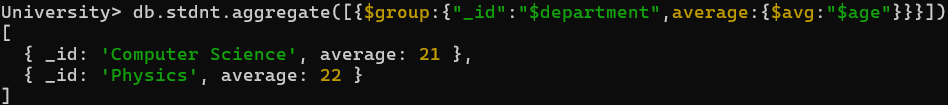 University> db.stdnt.aggregate([{$group:{"_id":"$department",average:{$avg:"$age"}}}])
[
  { _id: 'Computer Science', average: 21 },
  { _id: 'Physics', average: 22 }
]